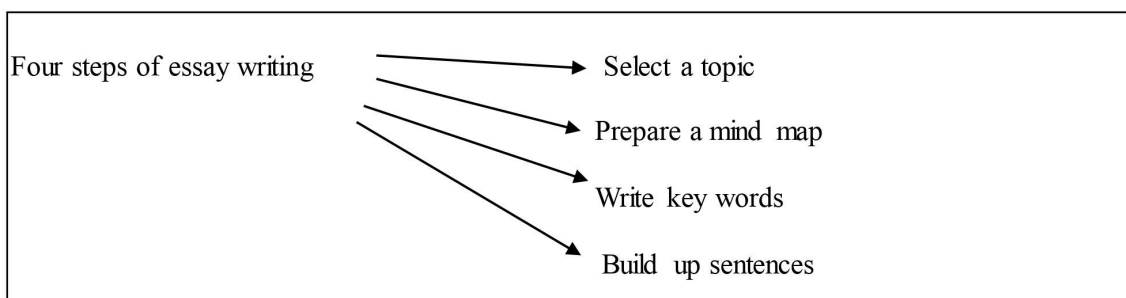 Four steps of essay writing
Select a topic
Prepare a mind map
Write key words
Build up sentences